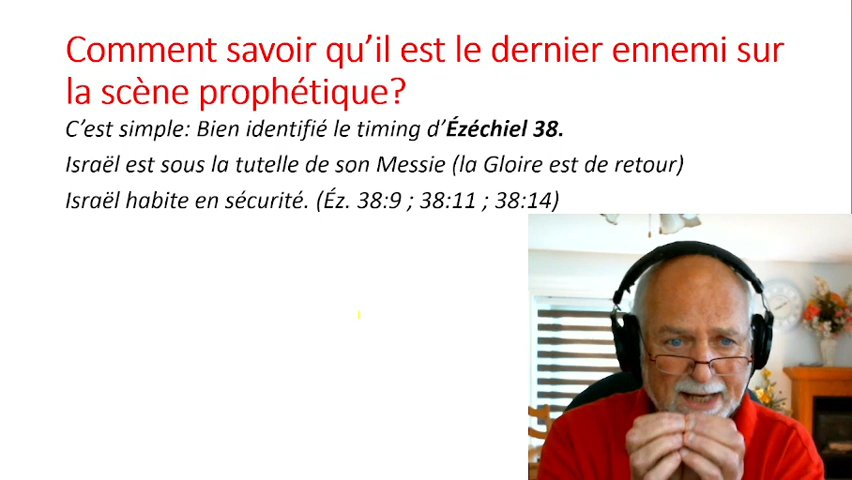 Comment savoir qu’il est le dernier ennemi sur
la scène prophétique?
C’est simple: Bien identifié le timing d’Ézéchiel 38.
Israël est sous la tutelle de son Messie (la Gloire est de retour)
Israël habite en sécurité. (Éz. 38:9 ; 38:11 ; 38:14)